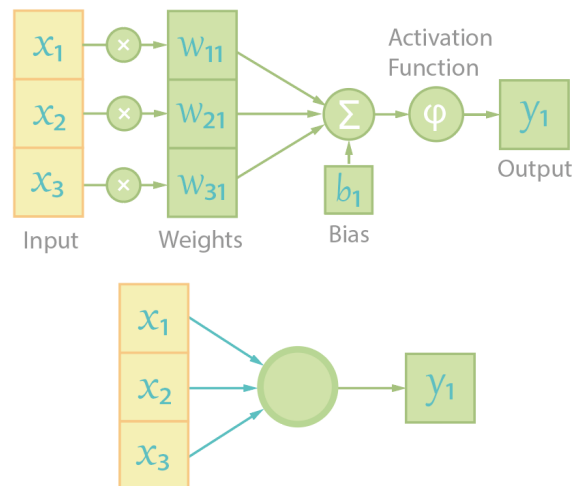 Activation
Function
x₁ × w₁₁
x₂ × w₂₁ Σ φ y₁
x₃ × w₃₁ b₁
Output
Input Weights Bias
x₁
x₂ y₁
x₃